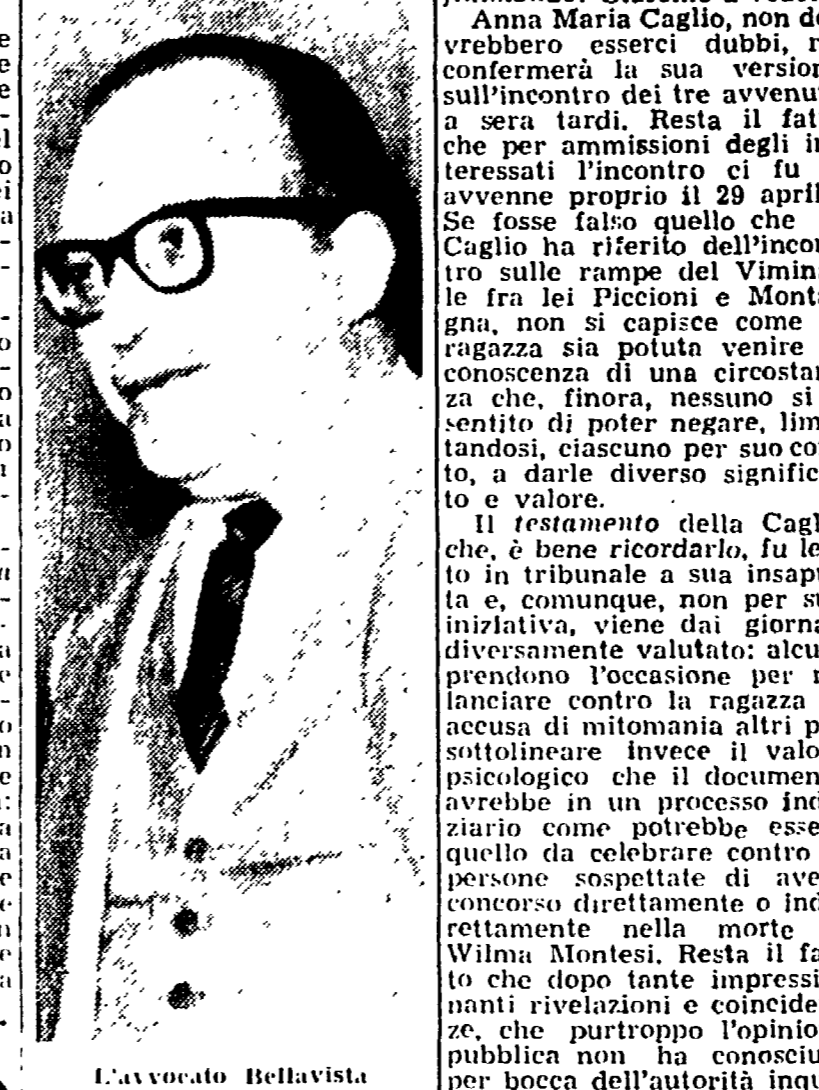 L'avvocato Bellavista
Anna Maria Caglio, non do
vrebbero esserci dubbi, r
confermerà la sua version
sull'incontro dei tre avvenu
a sera tardi. Resta il fat
che per ammissioni degli in
teressati l'incontro ci fu
avvenne proprio il 29 april
Se fosse falso quello che
Caglio ha riferito dell'incon
tro sulle rampe del Vimina
le fra lei Piccioni e Monta
gna, non si capisce come
ragazza sia potuta venire
conoscenza di una circostan
za che, finora, nessuno si
sentito di poter negare, lim
tandosi, ciascuno per suo con
to, a darle diverso signific
to e valore.
Il testamento della Cagl
che, è bene ricordarlo, fu le
to in tribunale a sua insapu
ta e, comunque, non per su
iniziativa, viene dai giorna
diversamente valutato: alcu
prendono l'occasione per r
lanciare contro la ragazza
accusa di mitomania altri p
sottolineare invece il valo
psicologico che il documen
avrebbe in un processo ind
ziario come potrebbe esse
quello da celebrare contro
persone sospettate di ave
concorso direttamente o ind
rettamente nella morte
Wilma Montesi. Resta il fa
to che dopo tante impressi
nanti rivelazioni e coincide
ze, che purtroppo l'opinio
pubblica non ha conosciu
per bocca dell'autorità inqu